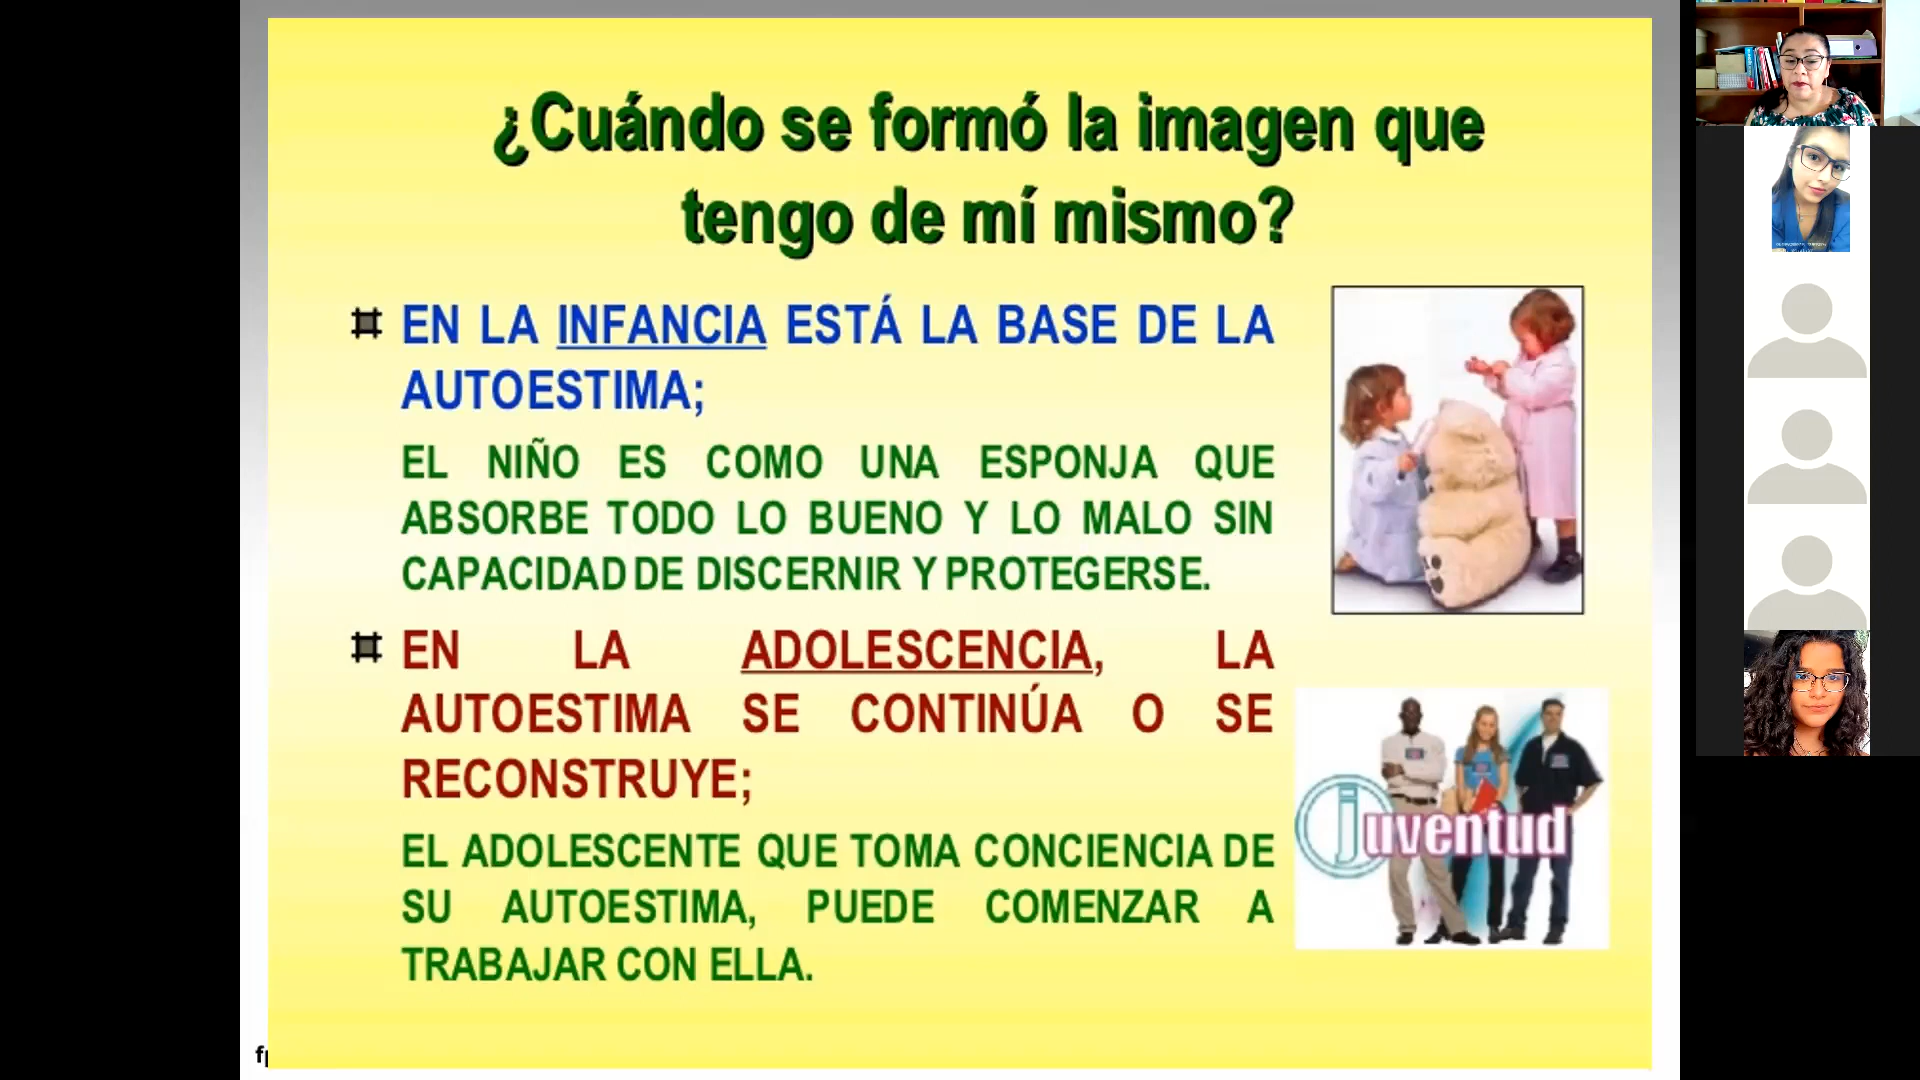 ¿Cuándo se formó la imagen que
tengo de mí mismo?
EN LA INFANCIA ESTÁ LA BASE DE LA
AUTOESTIMA;
EL NIÑO ES COMO UNA ESPONJA QUE
ABSORBE TODO LO BUENO Y LO MALO SIN
CAPACIDAD DE DISCERNIR Y PROTEGERSE.
EN LA ADOLESCENCIA, LA
AUTOESTIMA SE CONTINÚA O SE
RECONSTRUYE;
EL ADOLESCENTE QUE TOMA CONCIENCIA DE
SU AUTOESTIMA, PUEDE COMENZAR A
TRABAJAR CON ELLA.
juventud